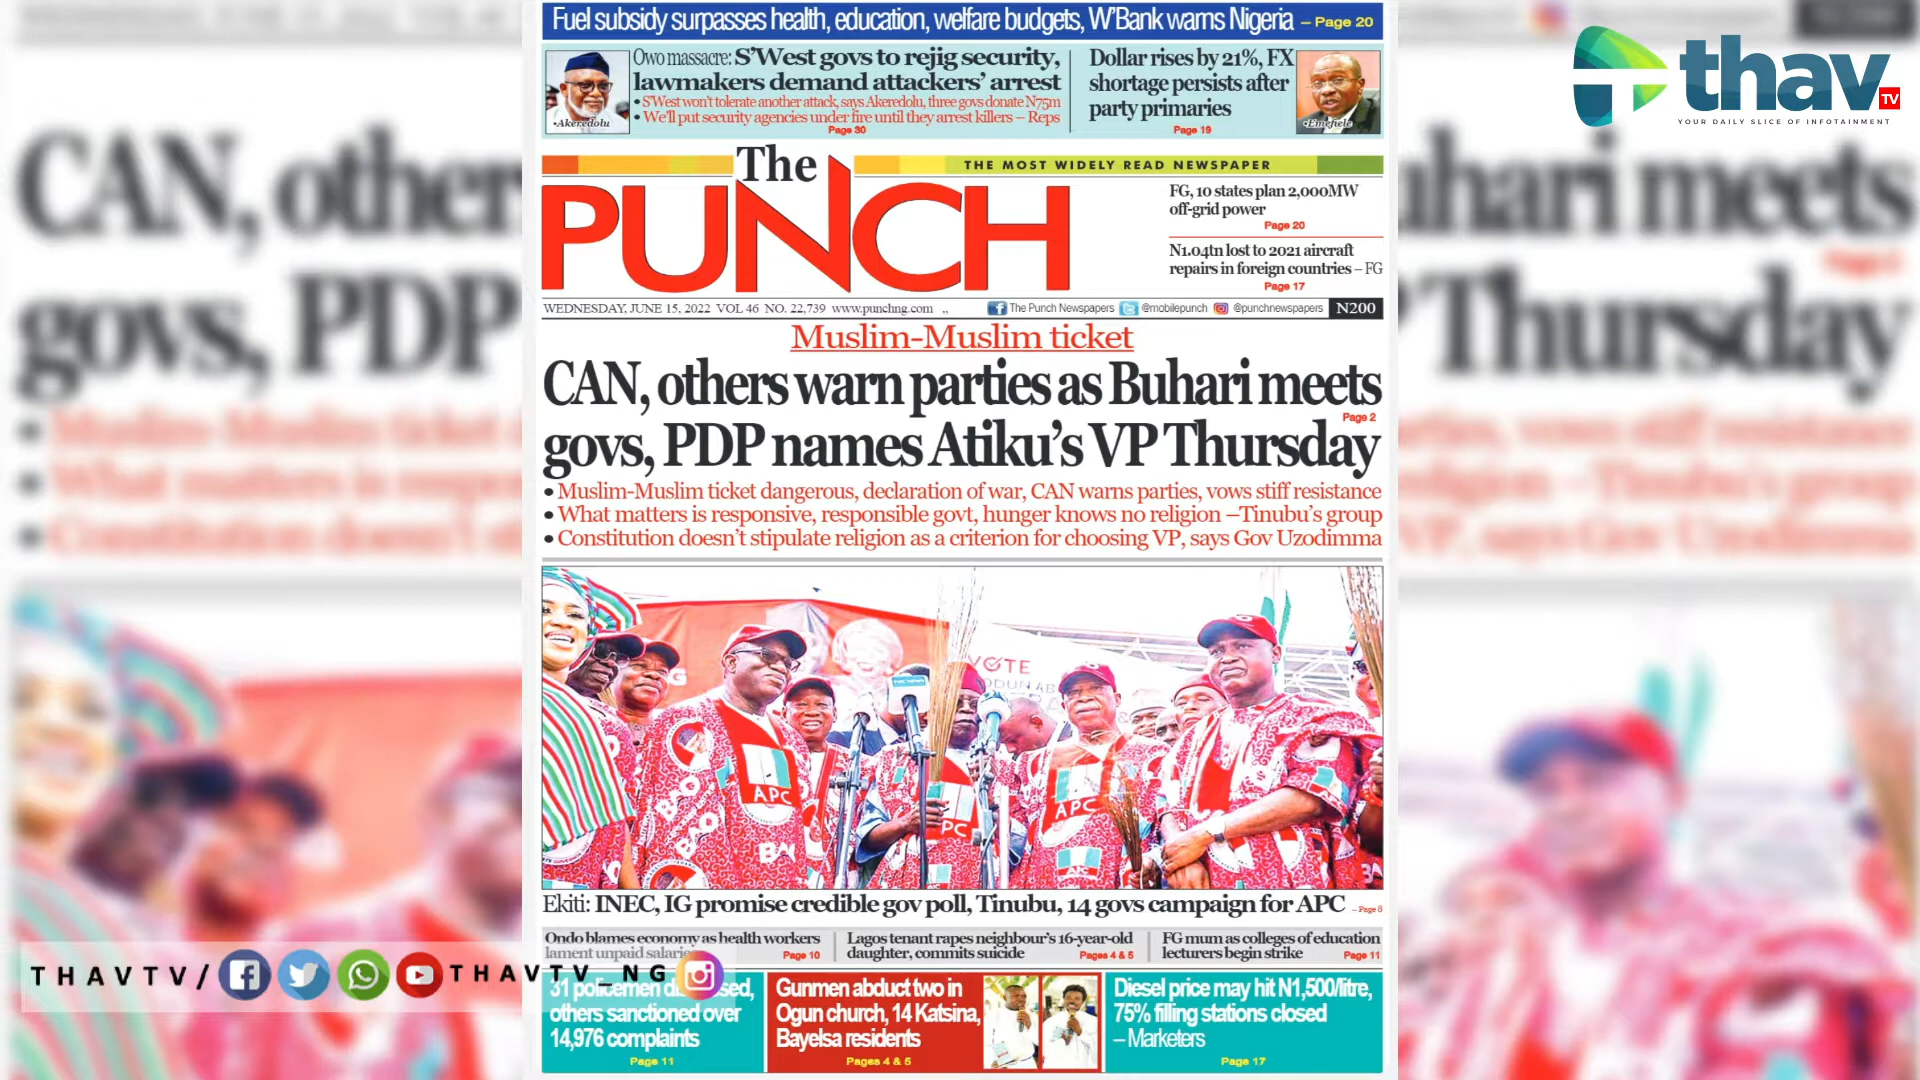 Fuel subsidy surpasses health, education, welfare budgets, W'Bank warns Nigeria – Page 20
Owo massacre: S'West govs to rejig security,
lawmakers demand attackers' arrest
• S'West won't tolerate another attack, says Akeredolu, three govs donate N75m
• We'll put security agencies under fire until they arrest killers – Reps
Page 30
•Akeredolu
Dollar rises by 21%, FX
shortage persists after
party primaries
Page 19
•Emefiele
thav
TV
YOUR DAILY SLICE OF INFOTAINMENT
The
PUNCH
THE MOST WIDELY READ NEWSPAPER
FG, 10 states plan 2,000MW
off-grid power
Page 20
N1.04tn lost to 2021 aircraft
repairs in foreign countries – FG
Page 17
WEDNESDAY, JUNE 15, 2022 VOL 46 NO. 22,739 www.punchng.com ,,
The Punch Newspapers @mobilepunch @punchnewspapers N200
Muslim-Muslim ticket
CAN, others warn parties as Buhari meets
Page 2
govs, PDP names Atiku's VP Thursday
• Muslim-Muslim ticket dangerous, declaration of war, CAN warns parties, vows stiff resistance
• What matters is responsive, responsible govt, hunger knows no religion –Tinubu's group
• Constitution doesn't stipulate religion as a criterion for choosing VP, says Gov Uzodimma
VOTE
APC
PC
APC
Ekiti: INEC, IG promise credible gov poll, Tinubu, 14 govs campaign for APC – Page 8
Ondo blames economy as health workers
lament unpaid salaries
Page 10
Lagos tenant rapes neighbour's 16-year-old
daughter, commits suicide
Pages 4 & 5
FG mum as colleges of education
lecturers begin strike
Page 11
THAVTV/
THAVTV_NG
31 policemen
others sanctioned over
14,976 complaints
Page 11
Gunmen abduct two in
Ogun church, 14 Katsina,
Bayelsa residents
Pages 4 & 5
Diesel price may hit N1,500/litre,
75% filling stations closed
– Marketers
Page 17